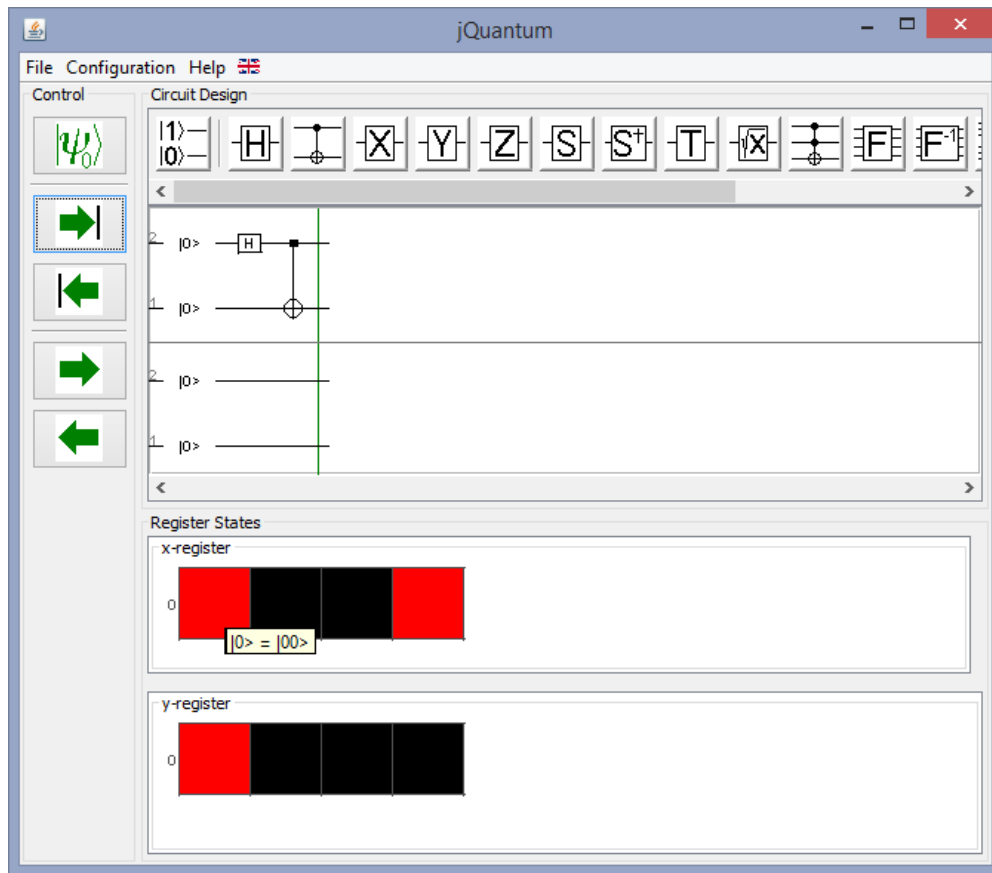 jQuantum
File Configuration Help
Control
Circuit Design
|ψ₀⟩
|1⟩
|0⟩
H X Y Z S S⁺ T √X F F⁻¹
2 |0> H
1 |0>
2 |0>
1 |0>
Register States
x-register
0
|0> = |00>
y-register
0